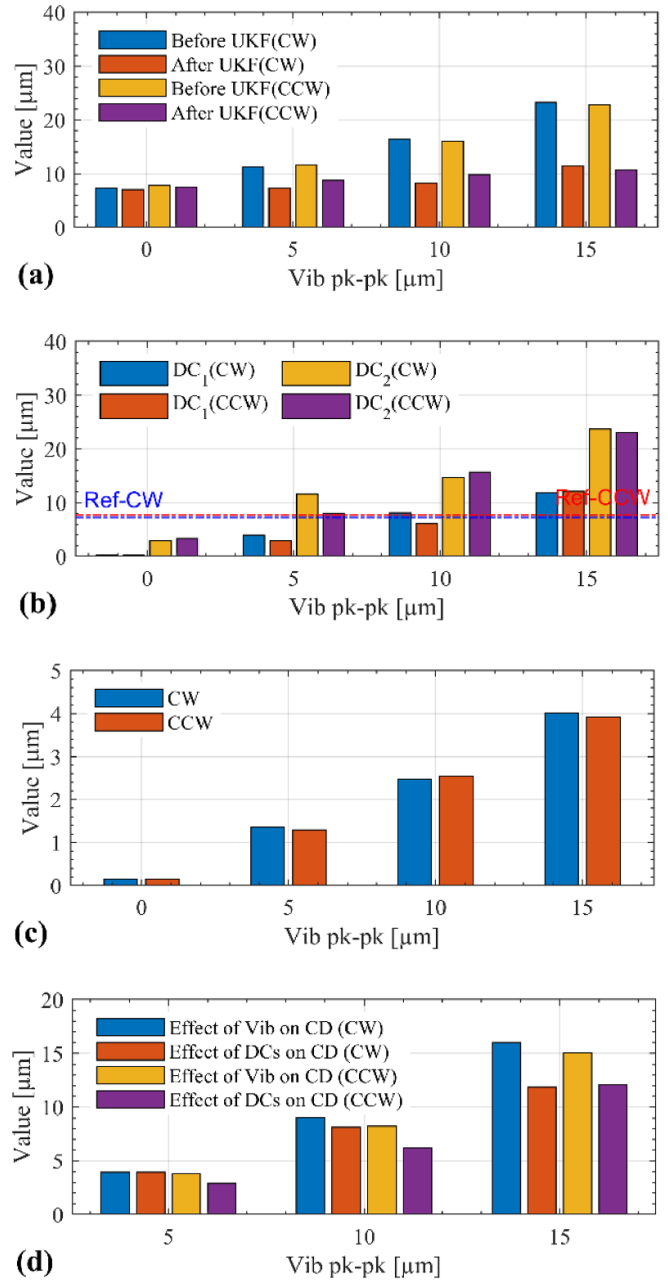 40
30
20
10
0
Value [μm]
Before UKF(CW)
After UKF(CW)
Before UKF(CCW)
After UKF(CCW)
0 5 10 15
Vib pk-pk [μm]
(a)
40
30
20
10
0
Value [μm]
DC1(CW) DC2(CW)
DC1(CCW) DC2(CCW)
Ref-CW Ref-CCW
0 5 10 15
Vib pk-pk [μm]
(b)
5
4
3
2
1
0
Value [μm]
CW
CCW
0 5 10 15
Vib pk-pk [μm]
(c)
20
15
10
5
0
Value [μm]
Effect of Vib on CD (CW)
Effect of DCs on CD (CW)
Effect of Vib on CD (CCW)
Effect of DCs on CD (CCW)
5 10 15
Vib pk-pk [μm]
(d)